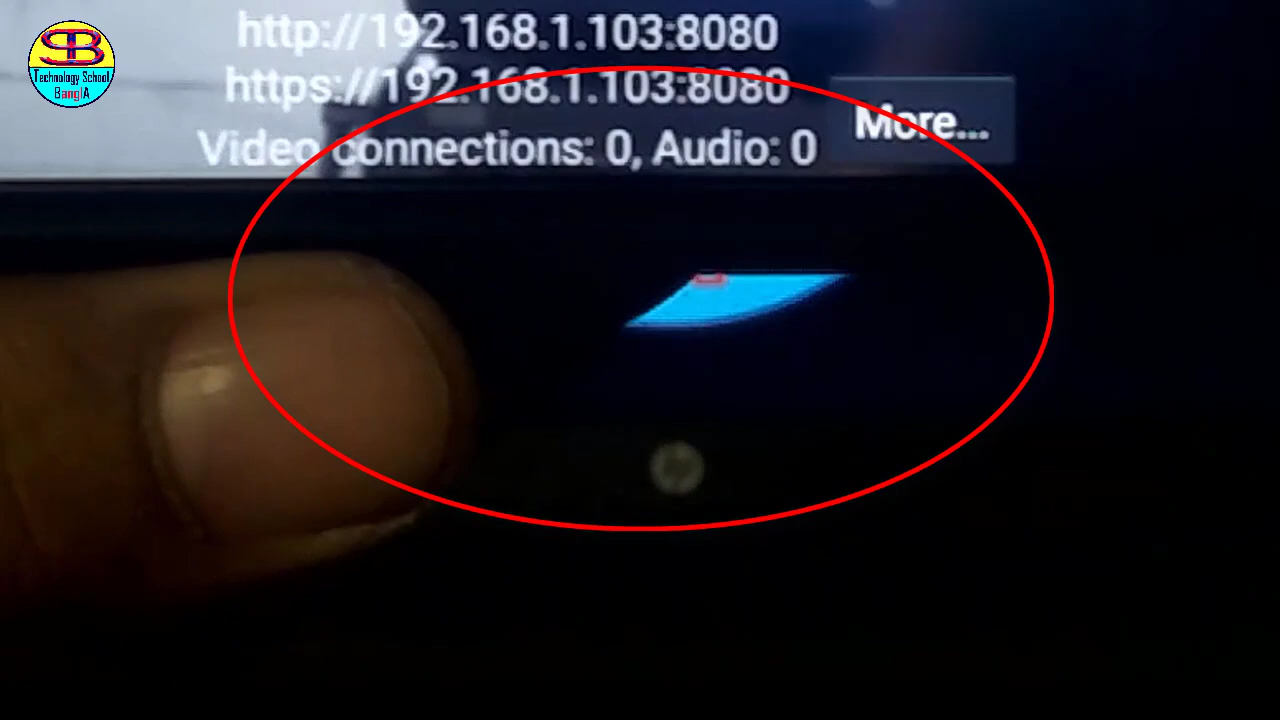 SB
Technology School
BanglA
http://192.168.1.103:8080
https://192.168.1.103:8080
Video connections: 0, Audio: 0
More...